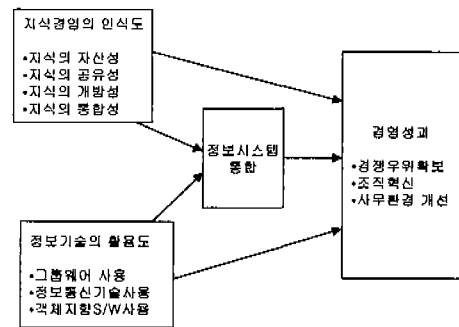 지식경영의 인식도
•지식의 자산성
•지식의 공유성
•지식의 개방성
•지식의 통합성
정보시스템
통합
경영성과
•경쟁우위확보
•조직혁신
•사무환경 개선
정보기술의 활용도
•그룹웨어 사용
•정보통신기술사용
•객체지향S/W사용